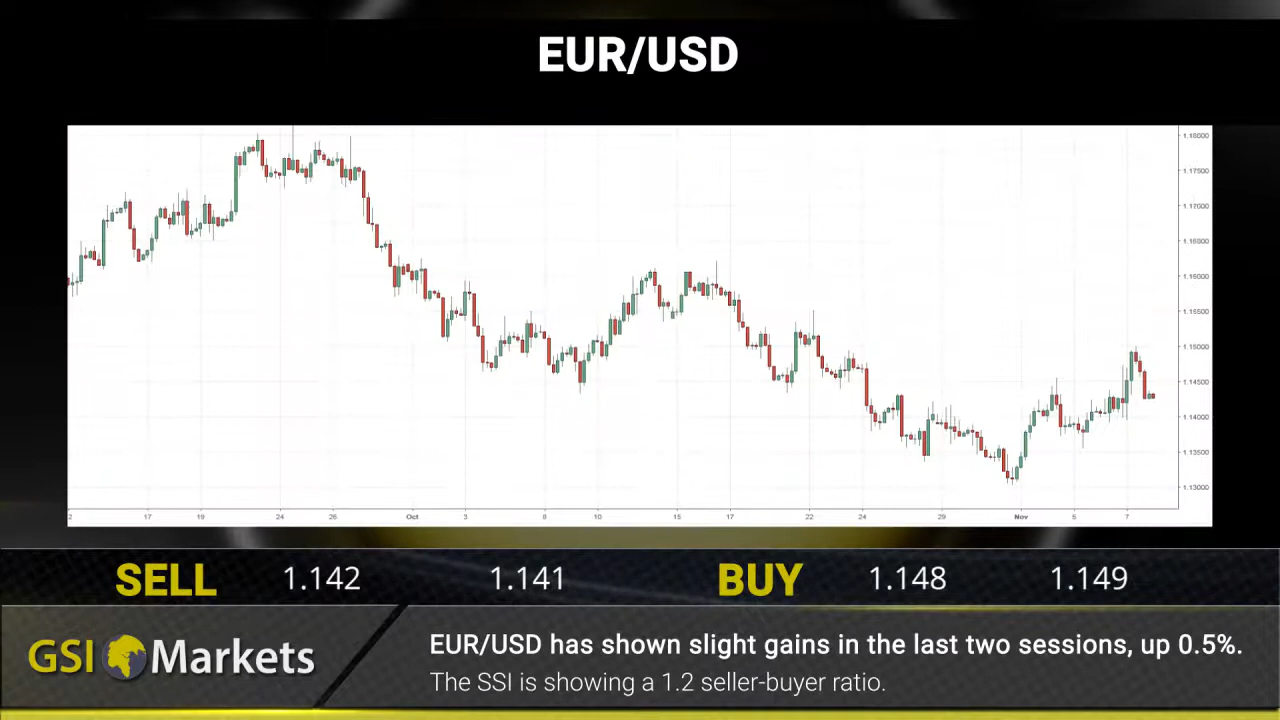 EUR/USD
1.18000
1.17500
1.17000
1.16500
1.16000
1.15500
1.15000
1.14500
1.14000
1.13500
1.13000
2 17 19 24 26 Oct 3 8 10 15 17 22 24 29 Nov 5 7
SELL 1.142 1.141 BUY 1.148 1.149
GSI Markets
EUR/USD has shown slight gains in the last two sessions, up 0.5%.
The SSI is showing a 1.2 seller-buyer ratio.